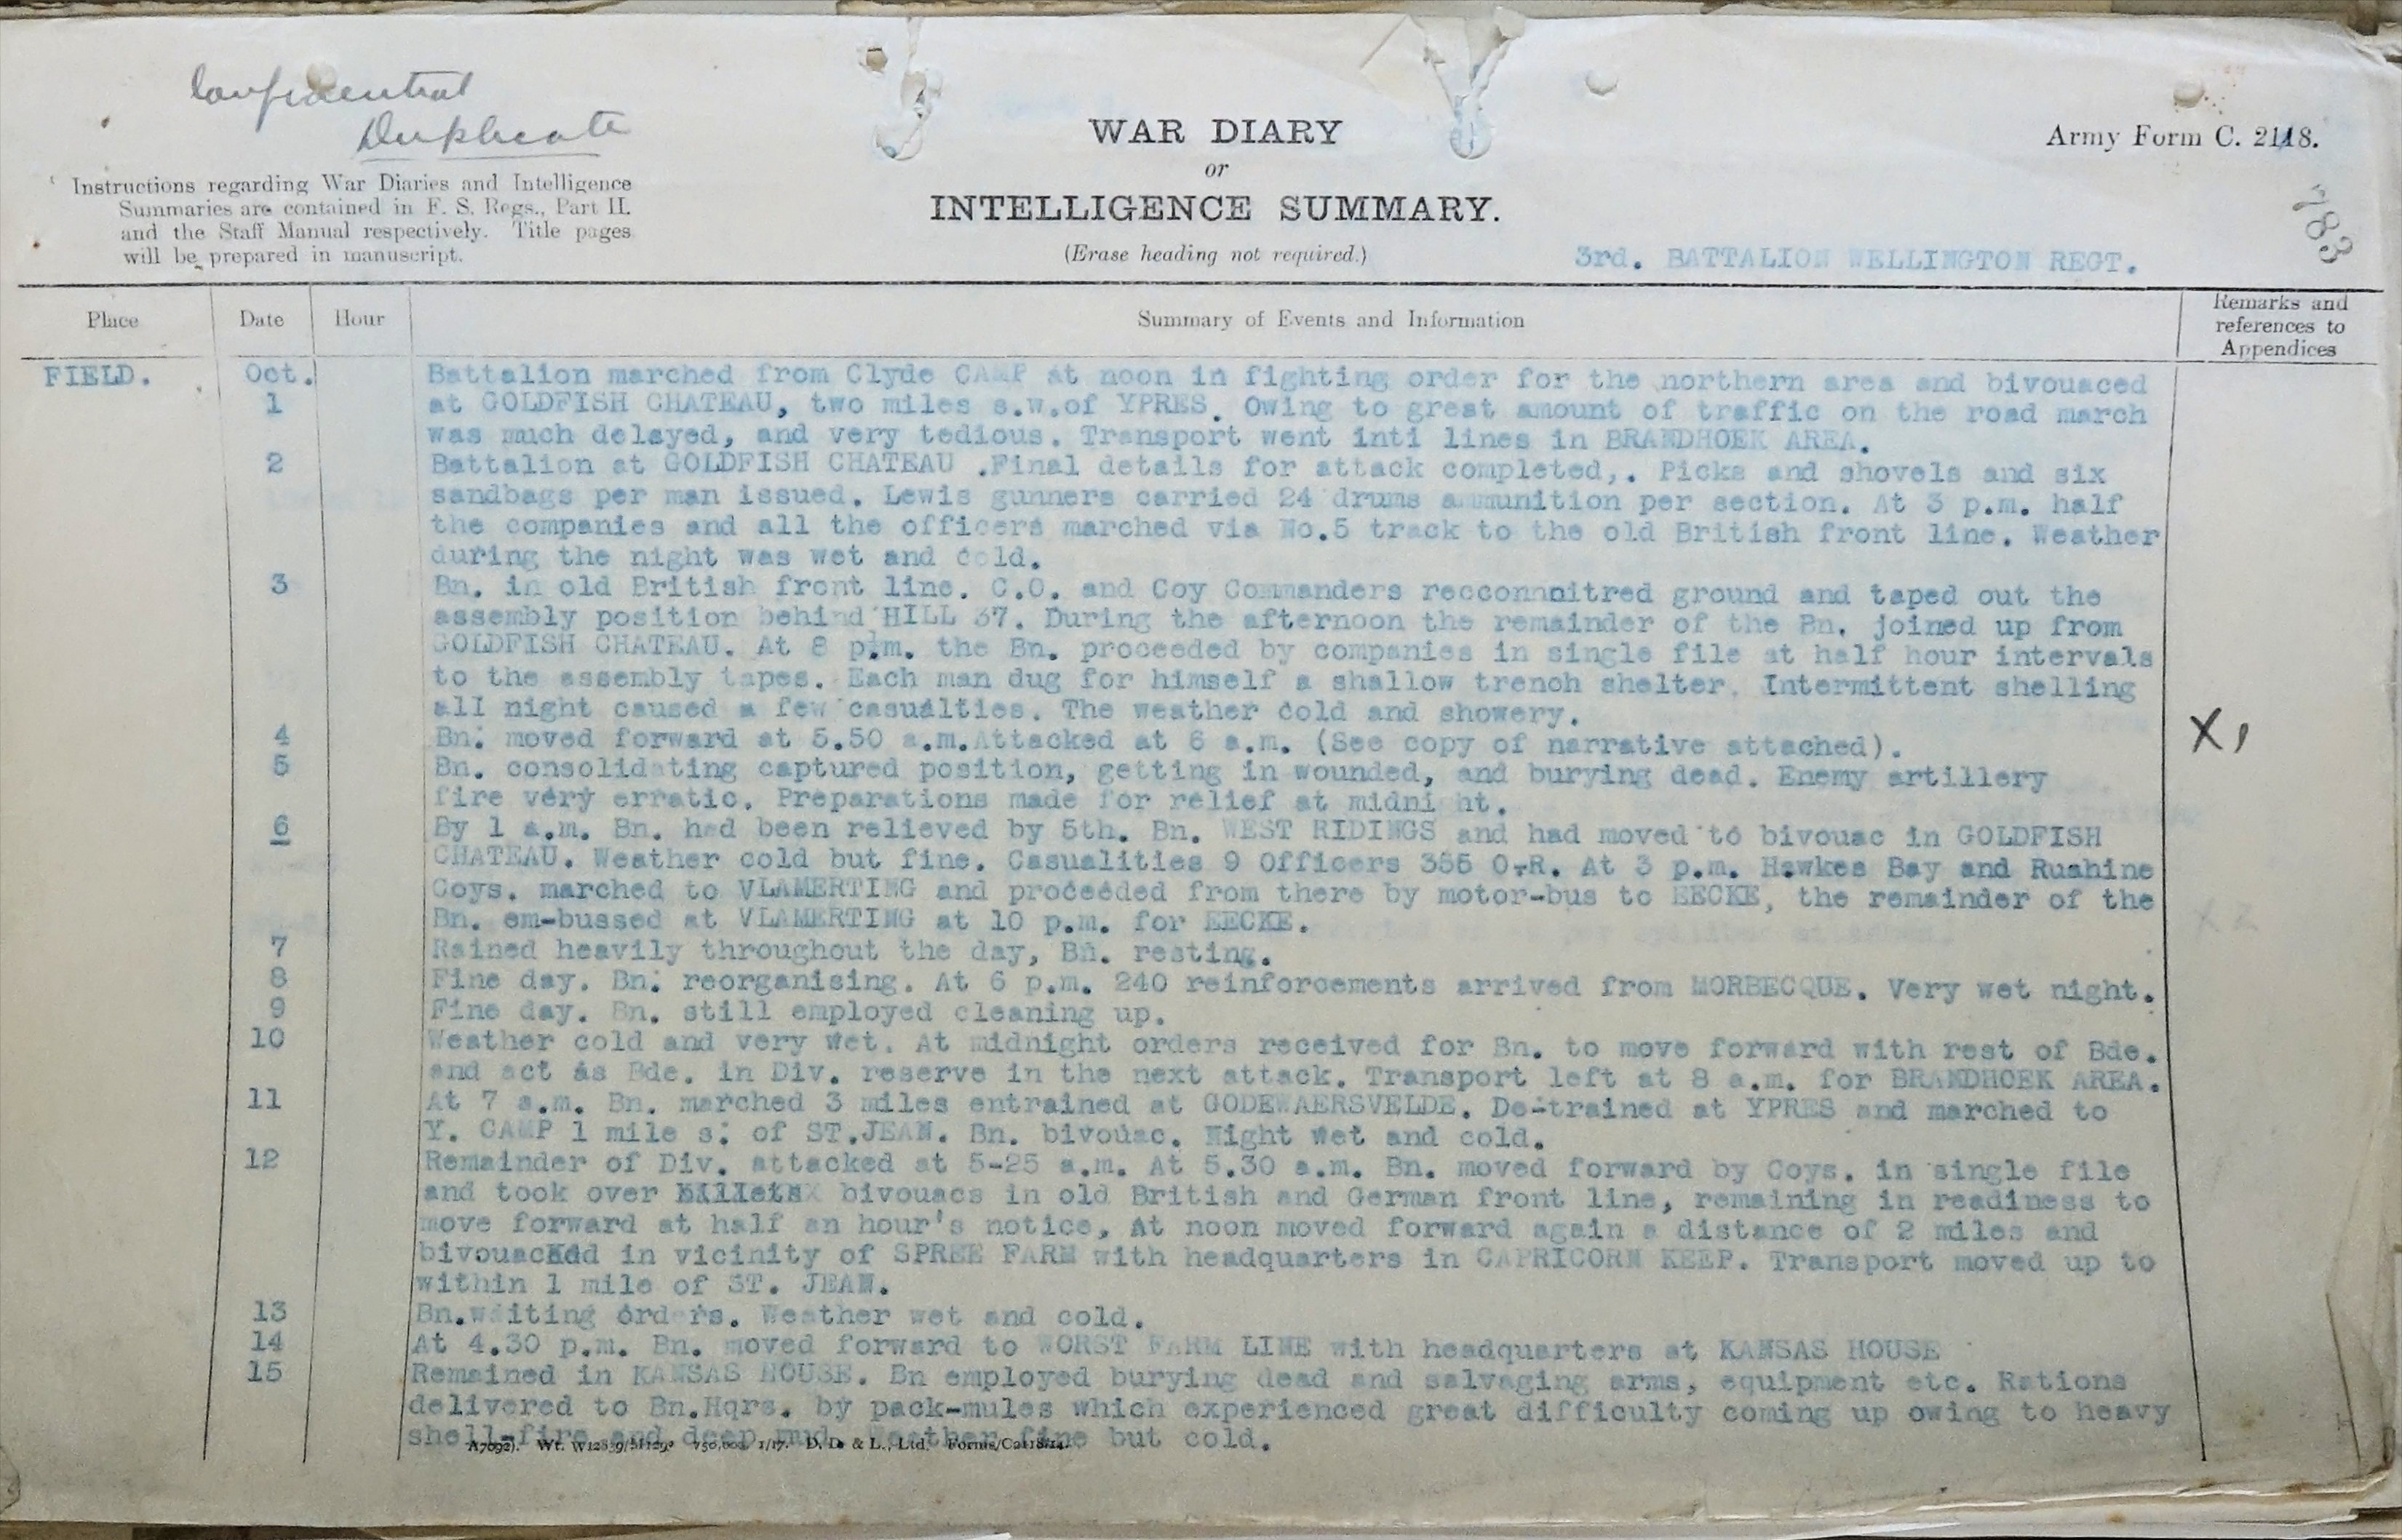 Confidential
Duplicate
Instructions regarding War Diaries and Intelligence
Summaries are contained in F. S. Regs., Part II.
and the Staff Manual respectively. Title pages
will be prepared in manuscript.
WAR DIARY
or
INTELLIGENCE SUMMARY.
(Erase heading not required.)
Army Form C. 2118.
783
3rd. BATTALION WELLINGTON REGT.
Place Date Hour Summary of Events and Information Remarks and references to Appendices
FIELD. Oct. Battalion marched from Clyde CAMP at noon in fighting order for the northern area and bivouaced
1 at GOLDFISH CHATEAU, two miles s.w.of YPRES. Owing to great amount of traffic on the road march
was much delayed, and very tedious. Transport went inti lines in BRANDHOEK AREA.
2 Battalion at GOLDFISH CHATEAU .Final details for attack completed,. Picks and shovels and six
sandbags per man issued. Lewis gunners carried 24 drums ammunition per section. At 3 p.m. half
the companies and all the officers marched via No.5 track to the old British front line. Weather
during the night was wet and cold.
3 Bn. in old British front line. C.O. and Coy Commanders recconnoitred ground and taped out the
assembly position behind HILL 37. During the afternoon the remainder of the Bn. joined up from
GOLDFISH CHATEAU. At 8 p.m. the Bn. proceeded by companies in single file at half hour intervals
to the assembly tapes. Each man dug for himself a shallow trench shelter. Intermittent shelling
all night caused a few casualties. The weather cold and showery.
4 Bn. moved forward at 5.50 a.m.Attacked at 6 a.m. (See copy of narrative attached). X1
5 Bn. consolidating captured position, getting in wounded, and burying dead. Enemy artillery
fire very erratic. Preparations made for relief at midnight.
6 By 1 a.m. Bn. had been relieved by 5th. Bn. WEST RIDINGS and had moved to bivouac in GOLDFISH
CHATEAU. Weather cold but fine. Casualities 9 Officers 355 O.R. At 3 p.m. Hawkes Bay and Ruahine
Coys. marched to VLAMERTING and proceeded from there by motor-bus to EECKE, the remainder of the
Bn. em-bussed at VLAMERTING at 10 p.m. for EECKE. X2
7 Rained heavily throughout the day, Bn. resting.
8 Fine day. Bn. reorganising. At 6 p.m. 240 reinforcements arrived from MORBECQUE. Very wet night.
9 Fine day. Bn. still employed cleaning up.
10 Weather cold and very wet. At midnight orders received for Bn. to move forward with rest of Bde.
and act as Bde. in Div. reserve in the next attack. Transport left at 8 a.m. for BRANDHOEK AREA.
11 At 7 a.m. Bn. marched 3 miles entrained at GODEWAERSVELDE. De-trained at YPRES and marched to
Y. CAMP 1 mile s. of ST.JEAN. Bn. bivouac. Night wet and cold.
12 Remainder of Div. attacked at 5-25 a.m. At 5.30 a.m. Bn. moved forward by Coys. in single file
and took over billets bivouacs in old British and German front line, remaining in readiness to
move forward at half an hour's notice, At noon moved forward again a distance of 2 miles and
bivouacked in vicinity of SPREE FARM with headquarters in CAPRICORN KEEP. Transport moved up to
within 1 mile of ST. JEAN.
13 Bn.waiting orders. Weather wet and cold.
14 At 4.30 p.m. Bn. moved forward to WORST FARM LINE with headquarters at KANSAS HOUSE
15 Remained in KANSAS HOUSE. Bn employed burying dead and salvaging arms, equipment etc. Rations
delivered to Bn.Hqrs. by pack-mules which experienced great difficulty coming up owing to heavy
shell-fire and deep mud. Weather fine but cold.
A7092). Wt. 750,000. 1/17. D. D & L., Ltd. Forms/C2118/14.